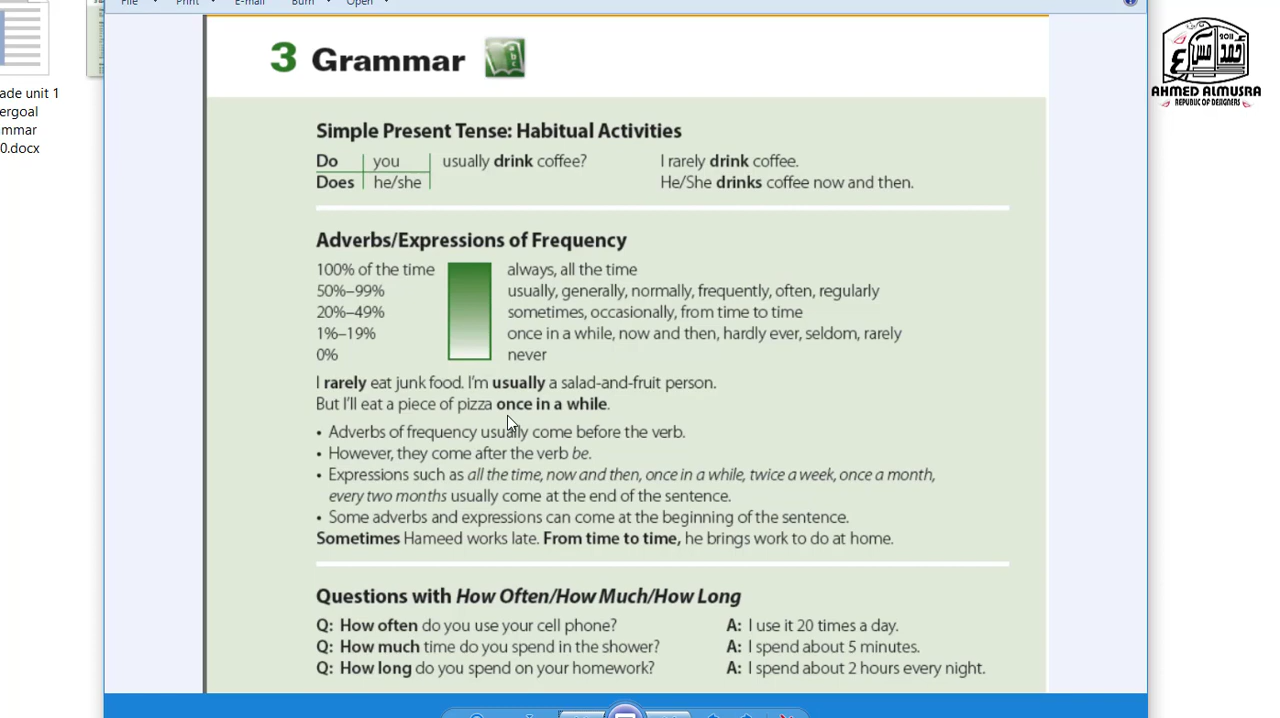 File Print E-mail Burn Open
3 Grammar
abc
2011
AHMED ALMUSRA
REPUBLIC OF DESIGNERS
ade unit 1
ergoal
mmar
0.docx
Simple Present Tense: Habitual Activities
Do you usually drink coffee? I rarely drink coffee.
Does he/she He/She drinks coffee now and then.
Adverbs/Expressions of Frequency
100% of the time always, all the time
50%–99% usually, generally, normally, frequently, often, regularly
20%–49% sometimes, occasionally, from time to time
1%–19% once in a while, now and then, hardly ever, seldom, rarely
0% never
I rarely eat junk food. I'm usually a salad-and-fruit person.
But I'll eat a piece of pizza once in a while.
• Adverbs of frequency usually come before the verb.
• However, they come after the verb be.
• Expressions such as all the time, now and then, once in a while, twice a week, once a month,
every two months usually come at the end of the sentence.
• Some adverbs and expressions can come at the beginning of the sentence.
Sometimes Hameed works late. From time to time, he brings work to do at home.
Questions with How Often/How Much/How Long
Q: How often do you use your cell phone? A: I use it 20 times a day.
Q: How much time do you spend in the shower? A: I spend about 5 minutes.
Q: How long do you spend on your homework? A: I spend about 2 hours every night.